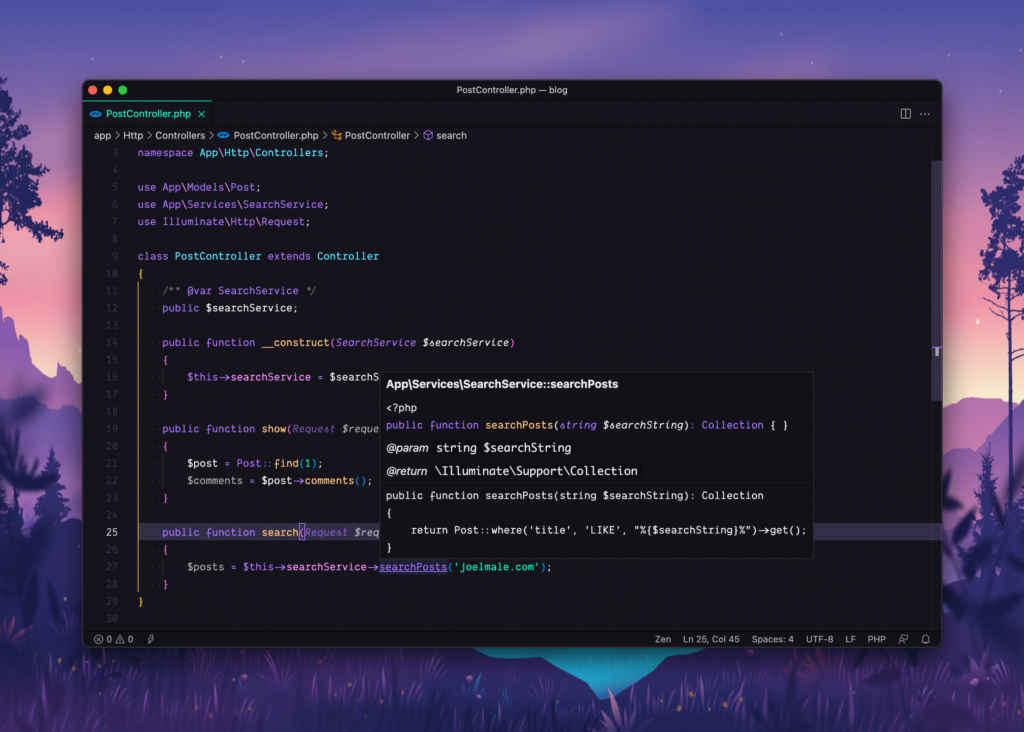 PostController.php — blog
PostController.php ×
app > Http > Controllers > PostController.php > PostController > search
3 namespace App\Http\Controllers;
4
5 use App\Models\Post;
6 use App\Services\SearchService;
7 use Illuminate\Http\Request;
8
9 class PostController extends Controller
10 {
11 /** @var SearchService */
12 public $searchService;
13
14 public function __construct(SearchService $searchService)
15 {
16 $this->searchService = $searchS
17 }
18
19 public function show(Request $reque
20 {
21 $post = Post::find(1);
22 $comments = $post->comments();
23 }
24
25 public function search(Request $req
26 {
27 $posts = $this->searchService->searchPosts('joelmale.com');
28 }
29 }
30
App\Services\SearchService::searchPosts
<?php
public function searchPosts(string $searchString): Collection { }
@param string $searchString
@return \Illuminate\Support\Collection
public function searchPosts(string $searchString): Collection
{
return Post::where('title', 'LIKE', "%{$searchString}%")->get();
}
0 0 Zen Ln 25, Col 45 Spaces: 4 UTF-8 LF PHP